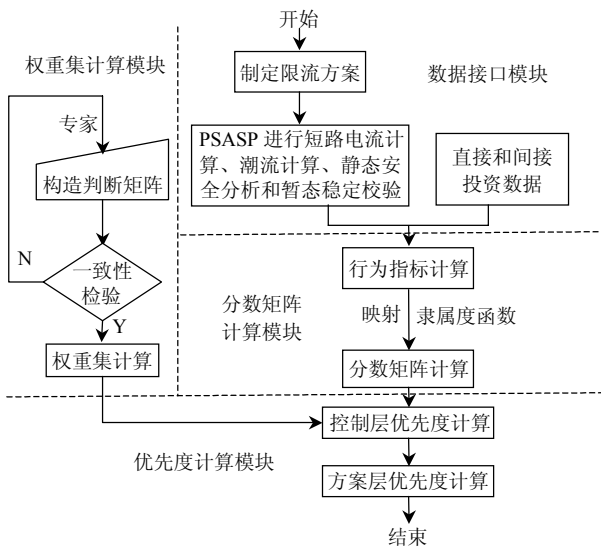 开始
权重集计算模块
制定限流方案
数据接口模块
专家
PSASP 进行短路电流计
算、潮流计算、静态安
全分析和暂态稳定校验
直接和间接
投资数据
构造判断矩阵
N
一致性
检验
行为指标计算
Y
分数矩阵
计算模块
映射
隶属度函数
权重集计算
分数矩阵计算
控制层优先度计算
优先度计算模块
方案层优先度计算
结束